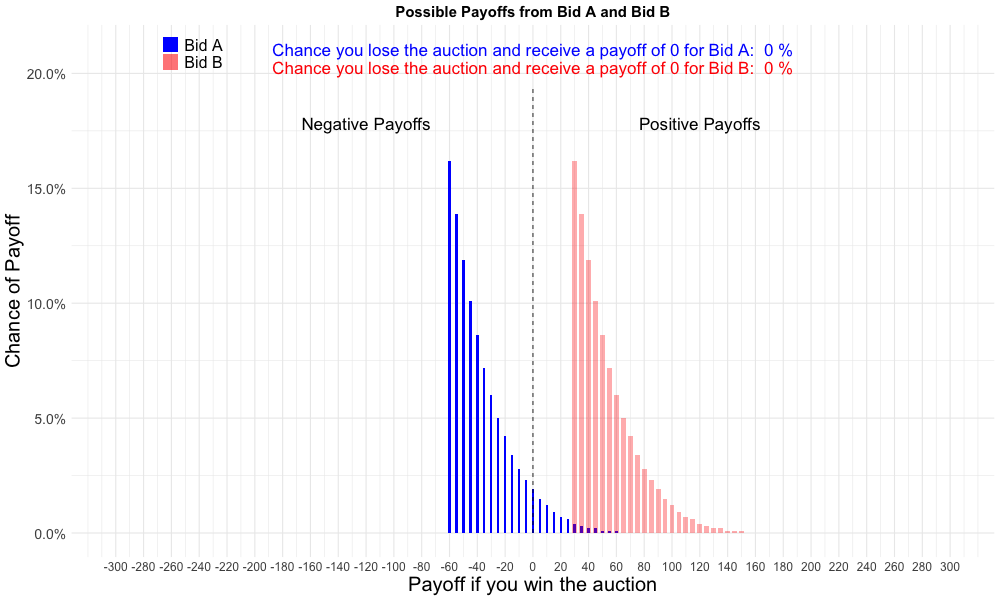 Possible Payoffs from Bid A and Bid B
Bid A
Bid B
Chance you lose the auction and receive a payoff of 0 for Bid A:  0 %
Chance you lose the auction and receive a payoff of 0 for Bid B:  0 %
Negative Payoffs
Positive Payoffs
Chance of Payoff
20.0%
15.0%
10.0%
5.0%
0.0%
-300 -280 -260 -240 -220 -200 -180 -160 -140 -120 -100 -80 -60 -40 -20 0 20 40 60 80 100 120 140 160 180 200 220 240 260 280 300
Payoff if you win the auction